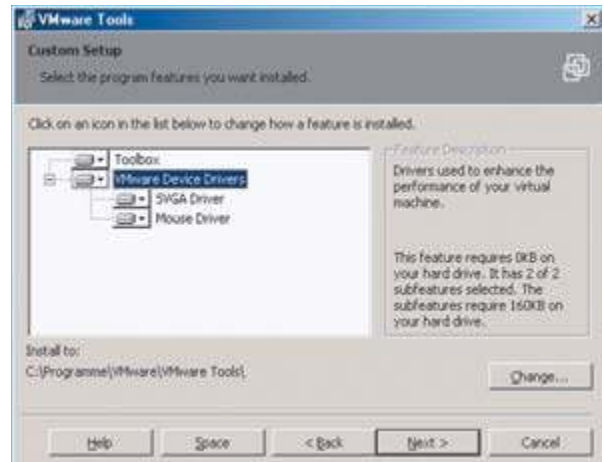 VMware Tools
Custom Setup
Select the program features you want installed.
Click on an icon in the list below to change how a feature is installed.
Toolbox
VMware Device Drivers
SVGA Driver
Mouse Driver
Feature Description
Drivers used to enhance the
performance of your virtual
machine.
This feature requires 0KB on
your hard drive. It has 2 of 2
subfeatures selected. The
subfeatures require 160KB on
your hard drive.
Install to:
C:\Programme\VMware\VMware Tools\
Change...
Help
Space
< Back
Next >
Cancel